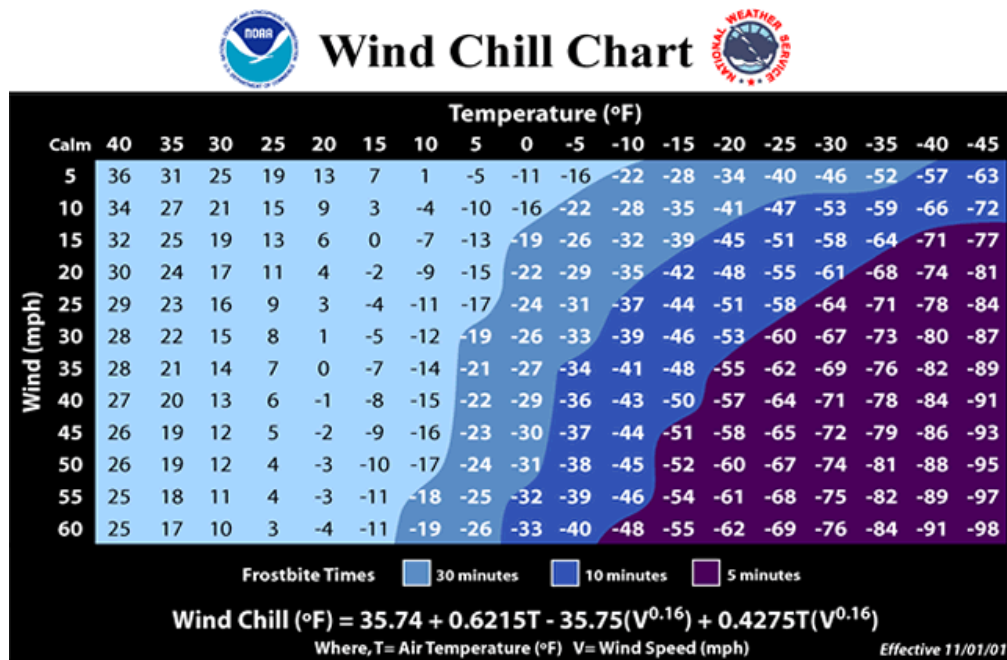 NOAA
NATIONAL WEATHER SERVICE
Wind Chill Chart
Temperature (ºF)
Calm 40 35 30 25 20 15 10 5 0 -5 -10 -15 -20 -25 -30 -35 -40 -45
5 36 31 25 19 13 7 1 -5 -11 -16 -22 -28 -34 -40 -46 -52 -57 -63
10 34 27 21 15 9 3 -4 -10 -16 -22 -28 -35 -41 -47 -53 -59 -66 -72
15 32 25 19 13 6 0 -7 -13 -19 -26 -32 -39 -45 -51 -58 -64 -71 -77
20 30 24 17 11 4 -2 -9 -15 -22 -29 -35 -42 -48 -55 -61 -68 -74 -81
25 29 23 16 9 3 -4 -11 -17 -24 -31 -37 -44 -51 -58 -64 -71 -78 -84
30 28 22 15 8 1 -5 -12 -19 -26 -33 -39 -46 -53 -60 -67 -73 -80 -87
35 28 21 14 7 0 -7 -14 -21 -27 -34 -41 -48 -55 -62 -69 -76 -82 -89
40 27 20 13 6 -1 -8 -15 -22 -29 -36 -43 -50 -57 -64 -71 -78 -84 -91
45 26 19 12 5 -2 -9 -16 -23 -30 -37 -44 -51 -58 -65 -72 -79 -86 -93
50 26 19 12 4 -3 -10 -17 -24 -31 -38 -45 -52 -60 -67 -74 -81 -88 -95
55 25 18 11 4 -3 -11 -18 -25 -32 -39 -46 -54 -61 -68 -75 -82 -89 -97
60 25 17 10 3 -4 -11 -19 -26 -33 -40 -48 -55 -62 -69 -76 -84 -91 -98
Wind (mph)
Frostbite Times 30 minutes 10 minutes 5 minutes
Wind Chill (ºF) = 35.74 + 0.6215T - 35.75(V0.16) + 0.4275T(V0.16)
Where, T= Air Temperature (ºF) V= Wind Speed (mph)
Effective 11/01/01